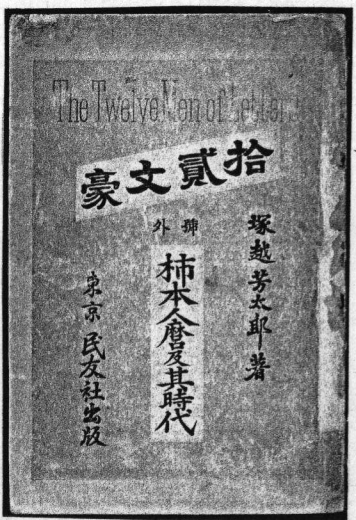 The Twelve Men of Letters
拾貳文豪
號外
塚越芳太郎著
柿本人麿及其時代
東京 民友社出版